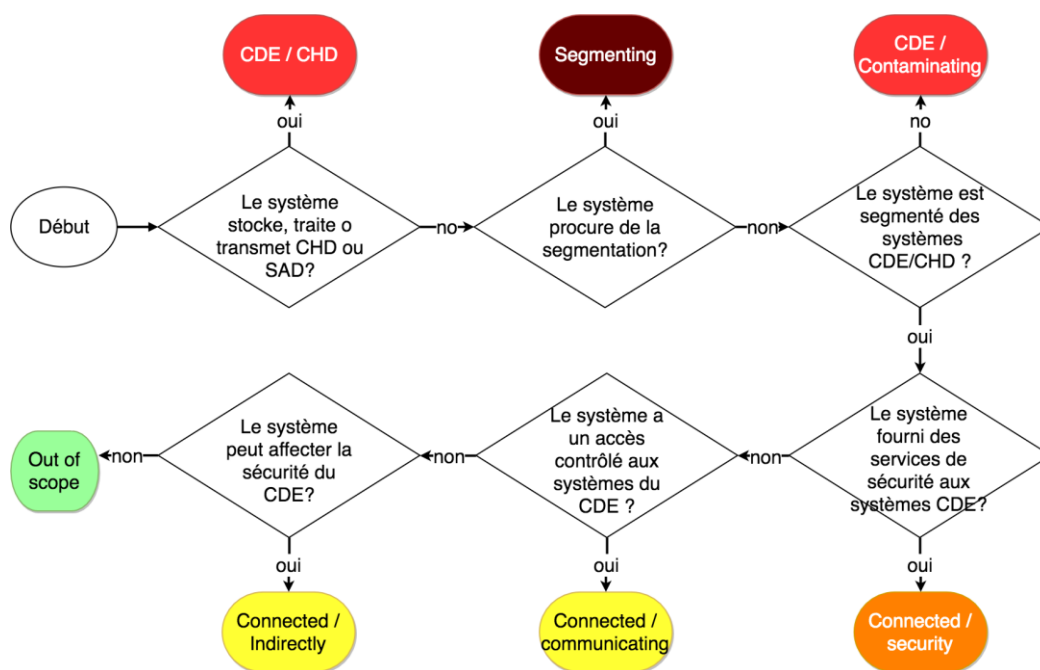 CDE / CHD
Segmenting
CDE /
Contaminating
oui
oui
no
Début
Le système
stocke, traite o
transmet CHD ou
SAD?
no
Le système
procure de la
segmentation?
non
Le système est
segmenté des
systèmes
CDE/CHD ?
oui
Le système
fourni des
services de
sécurité aux
systèmes CDE?
non
Le système a
un accès
contrôlé aux
systèmes du
CDE ?
non
Le système
peut affecter la
sécurité du
CDE?
non
Out of
scope
oui
oui
oui
Connected /
Indirectly
Connected /
communicating
Connected /
security